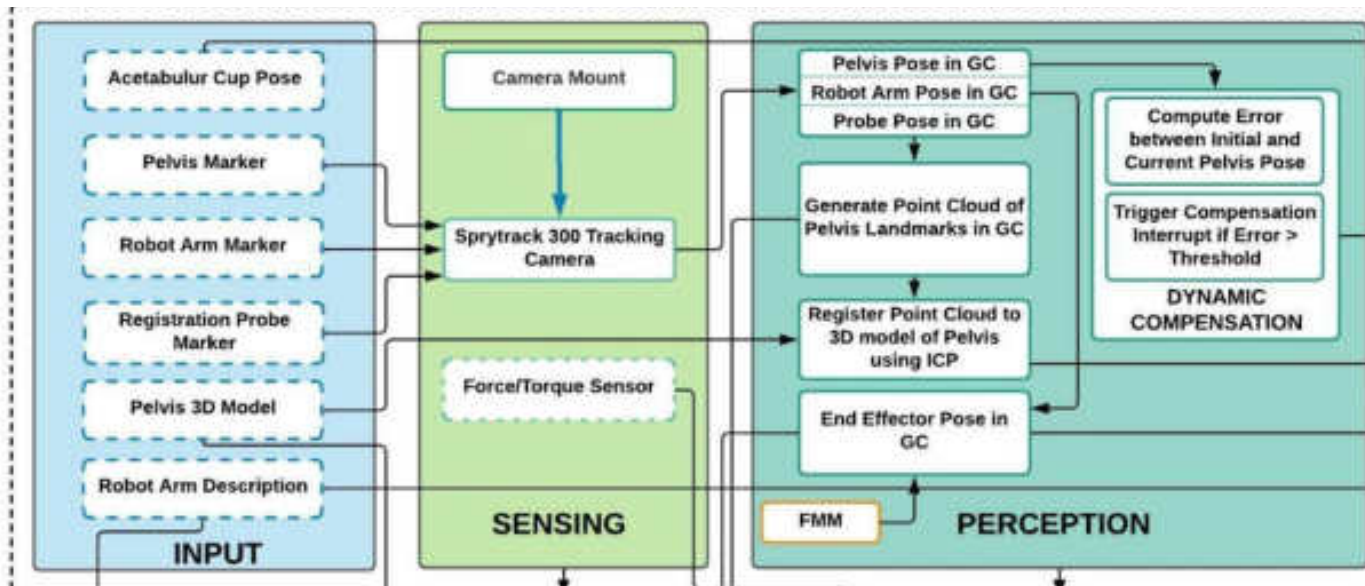 Acetabulur Cup Pose
Pelvis Marker
Robot Arm Marker
Registration Probe
Marker
Pelvis 3D Model
Robot Arm Description
INPUT
Camera Mount
Sprytrack 300 Tracking
Camera
Force/Torque Sensor
SENSING
Pelvis Pose in GC
Robot Arm Pose in GC
Probe Pose in GC
Generate Point Cloud of
Pelvis Landmarks in GC
Register Point Cloud to
3D model of Pelvis
using ICP
End Effector Pose in
GC
FMM
PERCEPTION
Compute Error
between Initial and
Current Pelvis Pose
Trigger Compensation
Interrupt if Error >
Threshold
DYNAMIC
COMPENSATION